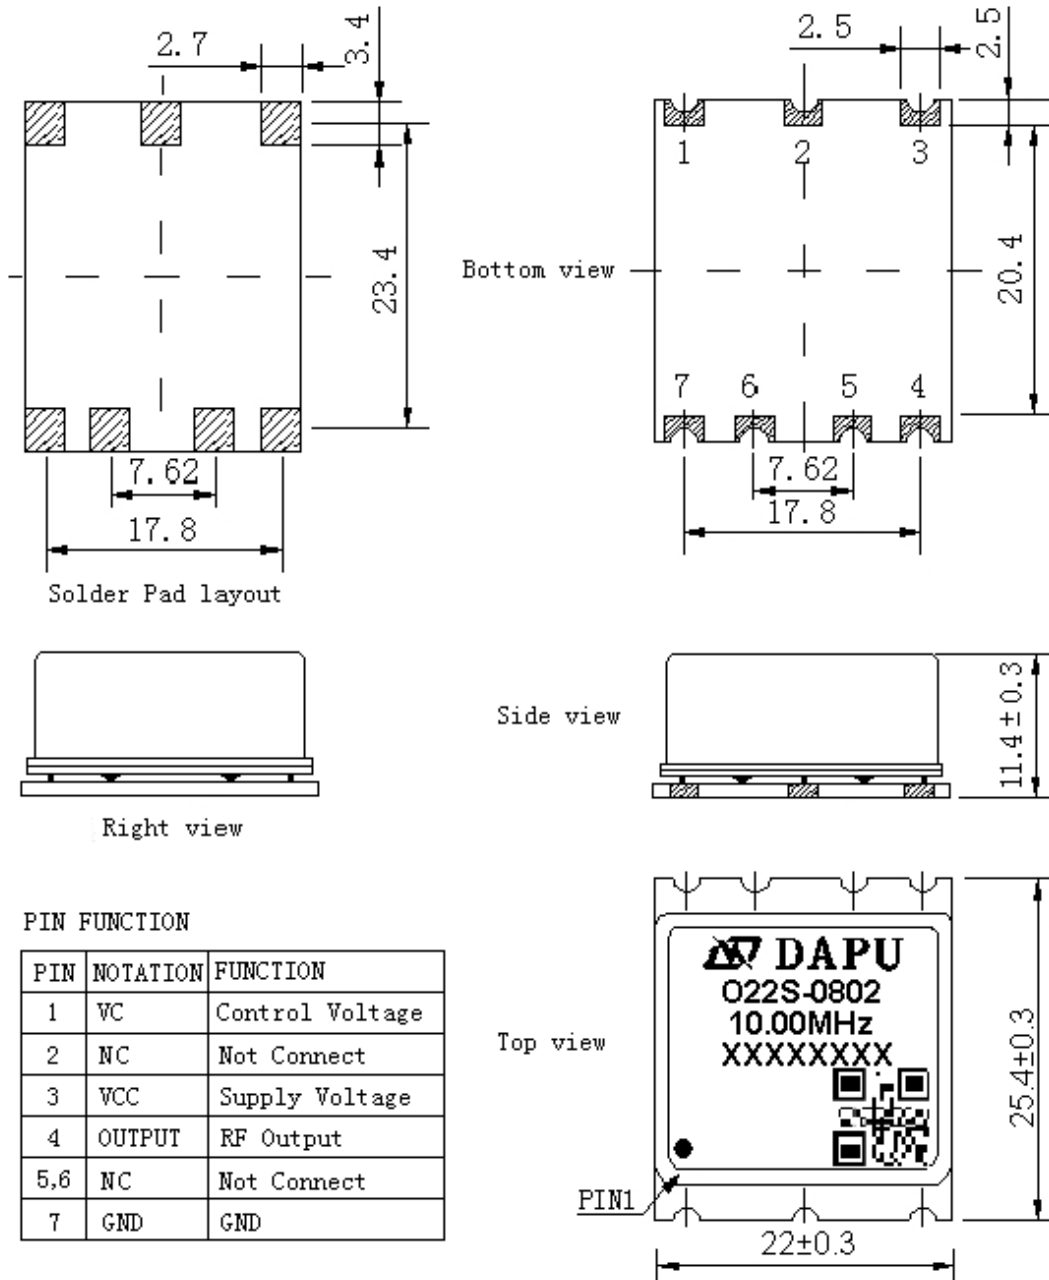 2.7
3.4
23.4
7.62
17.8
Solder Pad layout
2.5
2.5
1 2 3
Bottom view
20.4
7 6 5 4
7.62
17.8
Right view
Side view
11.4±0.3
PIN FUNCTION
PIN NOTATION FUNCTION
1 VC Control Voltage
2 NC Not Connect
3 VCC Supply Voltage
4 OUTPUT RF Output
5,6 NC Not Connect
7 GND GND
Top view
DAPU
O22S-0802
10.00MHz
XXXXXXXX
PIN1
25.4±0.3
22±0.3